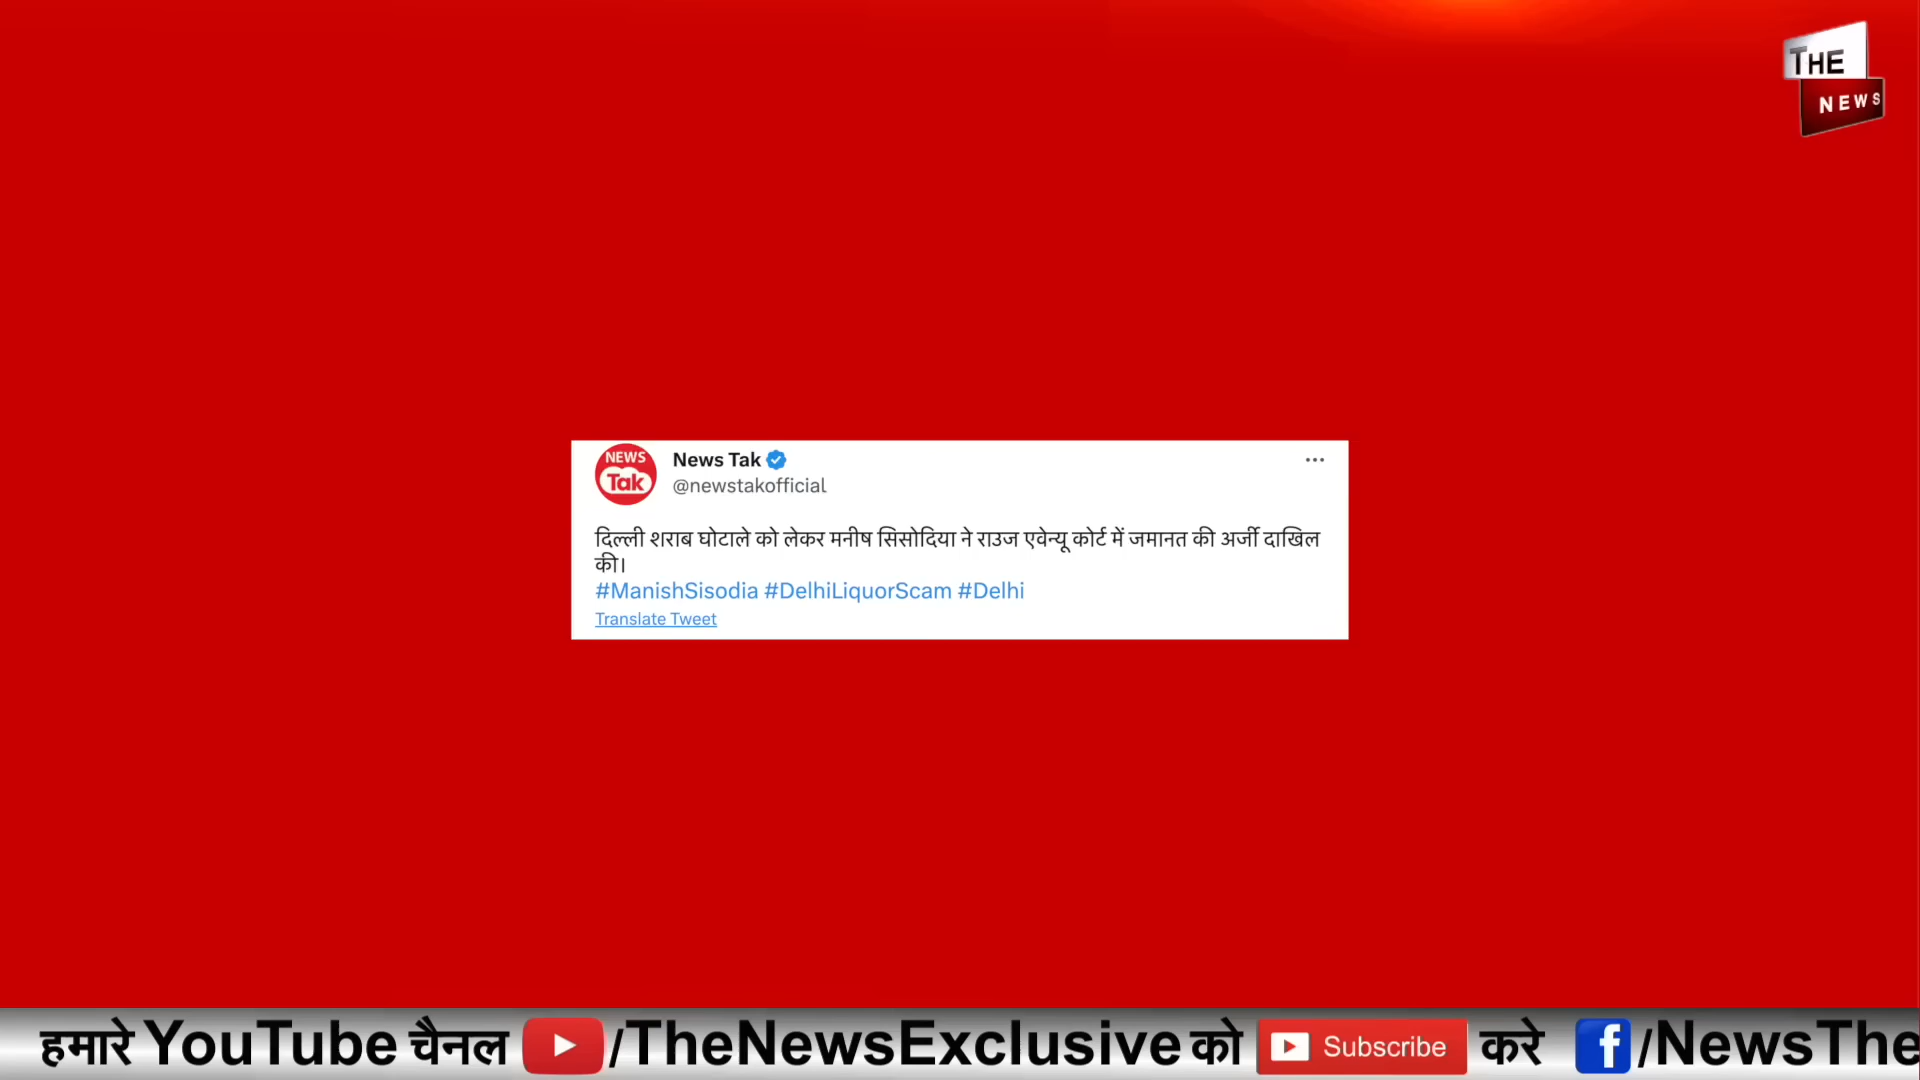 THE
NEWS
NEWS
Tak
News Tak
@newstakofficial
दिल्ली शराब घोटाले को लेकर मनीष सिसोदिया ने राउज एवेन्यू कोर्ट में जमानत की अर्जी दाखिल
की।
#ManishSisodia #DelhiLiquorScam #Delhi
Translate Tweet
हमारे YouTube चैनल /TheNewsExclusive को Subscribe करे f /NewsThe